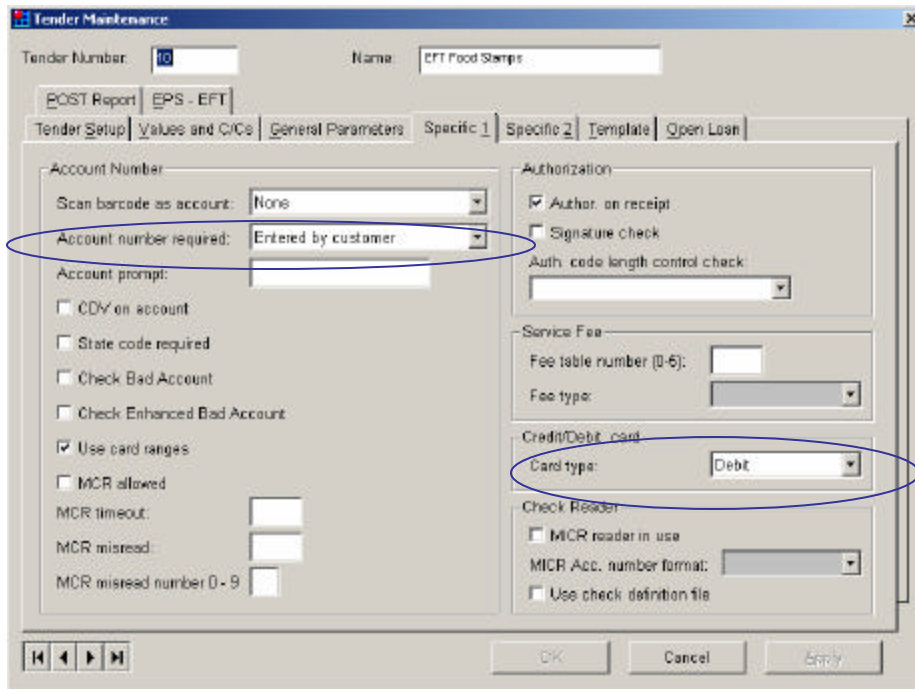 Tender Maintenance
Tender Number: 10 Name: EFT Food Stamps
POST Report EPS - EFT
Tender Setup Values and C/Cs General Parameters Specific 1 Specific 2 Template Open Loan
Account Number
Scan barcode as account: None
Account number required: Entered by customer
Account prompt:
CDV on account
State code required
Check Bad Account
Check Enhanced Bad Account
Use card ranges
MCR allowed
MCR timeout:
MCR misread:
MCR misread number 0 - 9
Authorization
Author. on receipt
Signature check
Auth. code length control check:
Service Fee
Fee table number (0-6):
Fee type:
Credit/Debit card
Card type: Debit
Check Reader
MICR reader in use
MICR Acc. number format:
Use check definition file
OK Cancel Apply